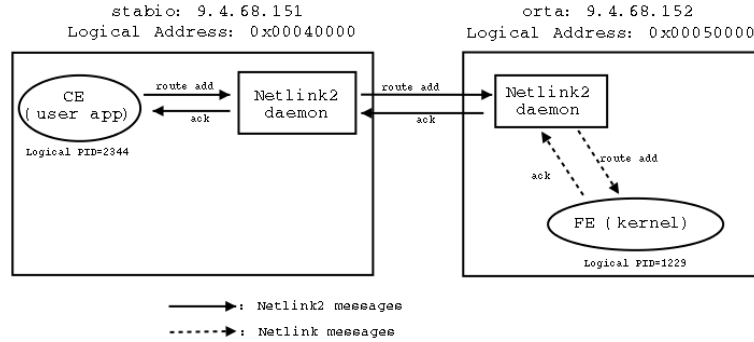 stabio: 9.4.68.151
Logical Address: 0x00040000
orta: 9.4.68.152
Logical Address: 0x00050000
CE
(user app)
Logical PID=2344
route add
ack
Netlink2
daemon
route add
ack
Netlink2
daemon
route add
ack
FE (kernel)
Logical PID=1229
: Netlink2 messages
: Netlink messages